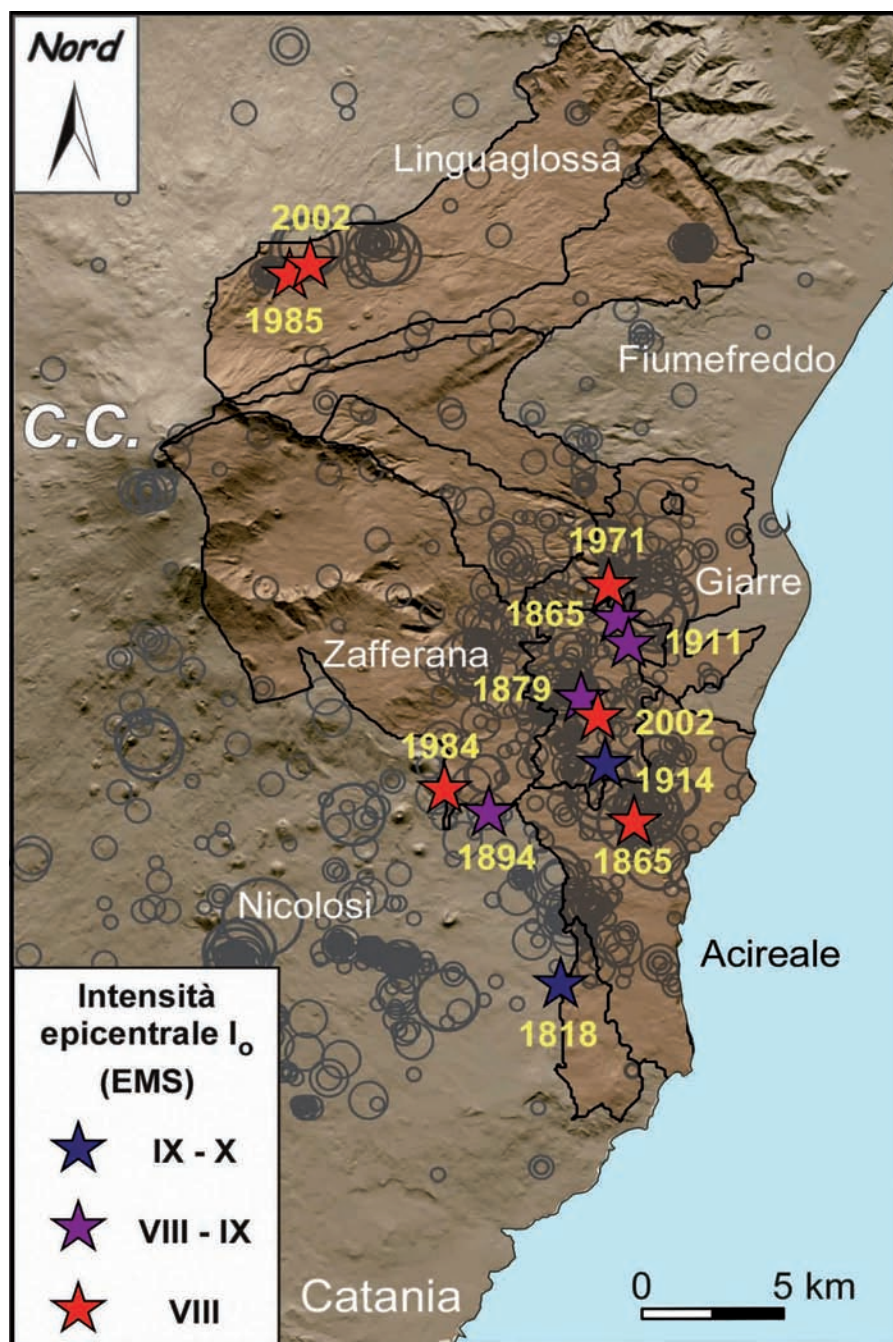 Nord
Linguaglossa
2002
1985
Fiumefreddo
C.C.
1971
Giarre
1865
1911
Zafferana
1879
2002
1984
1914
1894
1865
Nicolosi
Acireale
1818
Intensità
epicentrale Io
(EMS)
IX - X
VIII - IX
VIII
Catania
0 5 km